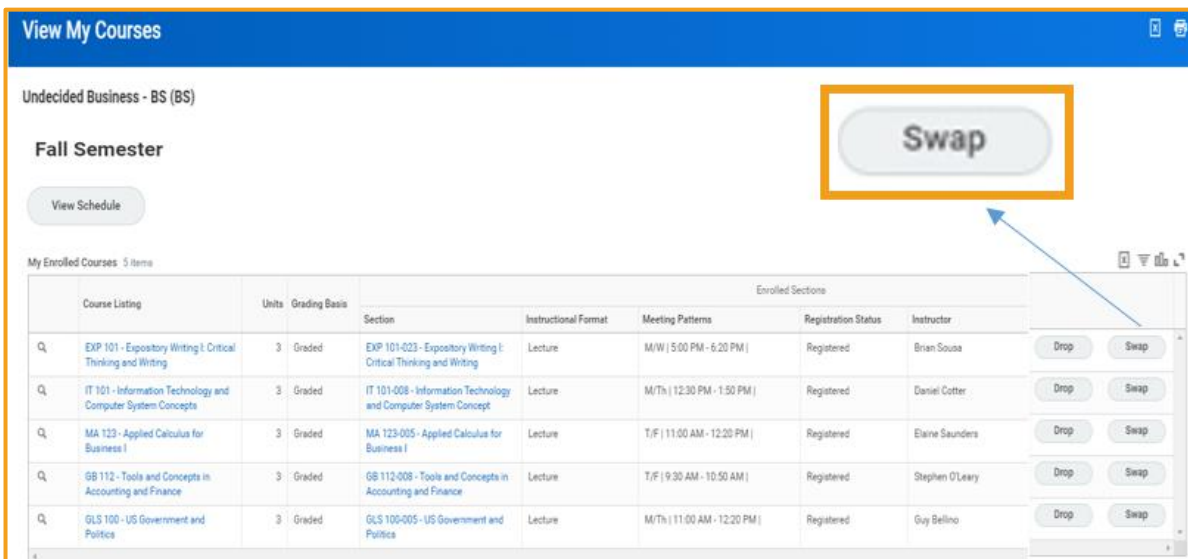 View My Courses
Undecided Business - BS (BS)
Swap
Fall Semester
View Schedule
My Enrolled Courses 5 items
Enrolled Sections
Course Listing Units Grading Basis
Section Instructional Format Meeting Patterns Registration Status Instructor
EXP 101 - Expository Writing I: Critical 3 Graded EXP 101-023 - Expository Writing I: Lecture M/W | 5:00 PM - 6:20 PM | Registered Brian Sousa Drop Swap
Thinking and Writing Critical Thinking and Writing
IT 101 - Information Technology and 3 Graded IT 101-008 - Information Technology Lecture M/Th | 12:30 PM - 1:50 PM | Registered Daniel Cotter Drop Swap
Computer System Concepts and Computer System Concept
MA 123 - Applied Calculus for 3 Graded MA 123-005 - Applied Calculus for Lecture T/F | 11:00 AM - 12:20 PM | Registered Elaine Saunders Drop Swap
Business I Business I
GB 112 - Tools and Concepts in 3 Graded GB 112-008 - Tools and Concepts in Lecture T/F | 9:30 AM - 10:50 AM | Registered Stephen O'Leary Drop Swap
Accounting and Finance Accounting and Finance
GLS 100 - US Government and 3 Graded GLS 100-005 - US Government and Lecture M/Th | 11:00 AM - 12:20 PM | Registered Guy Bellino Drop Swap
Politics Politics